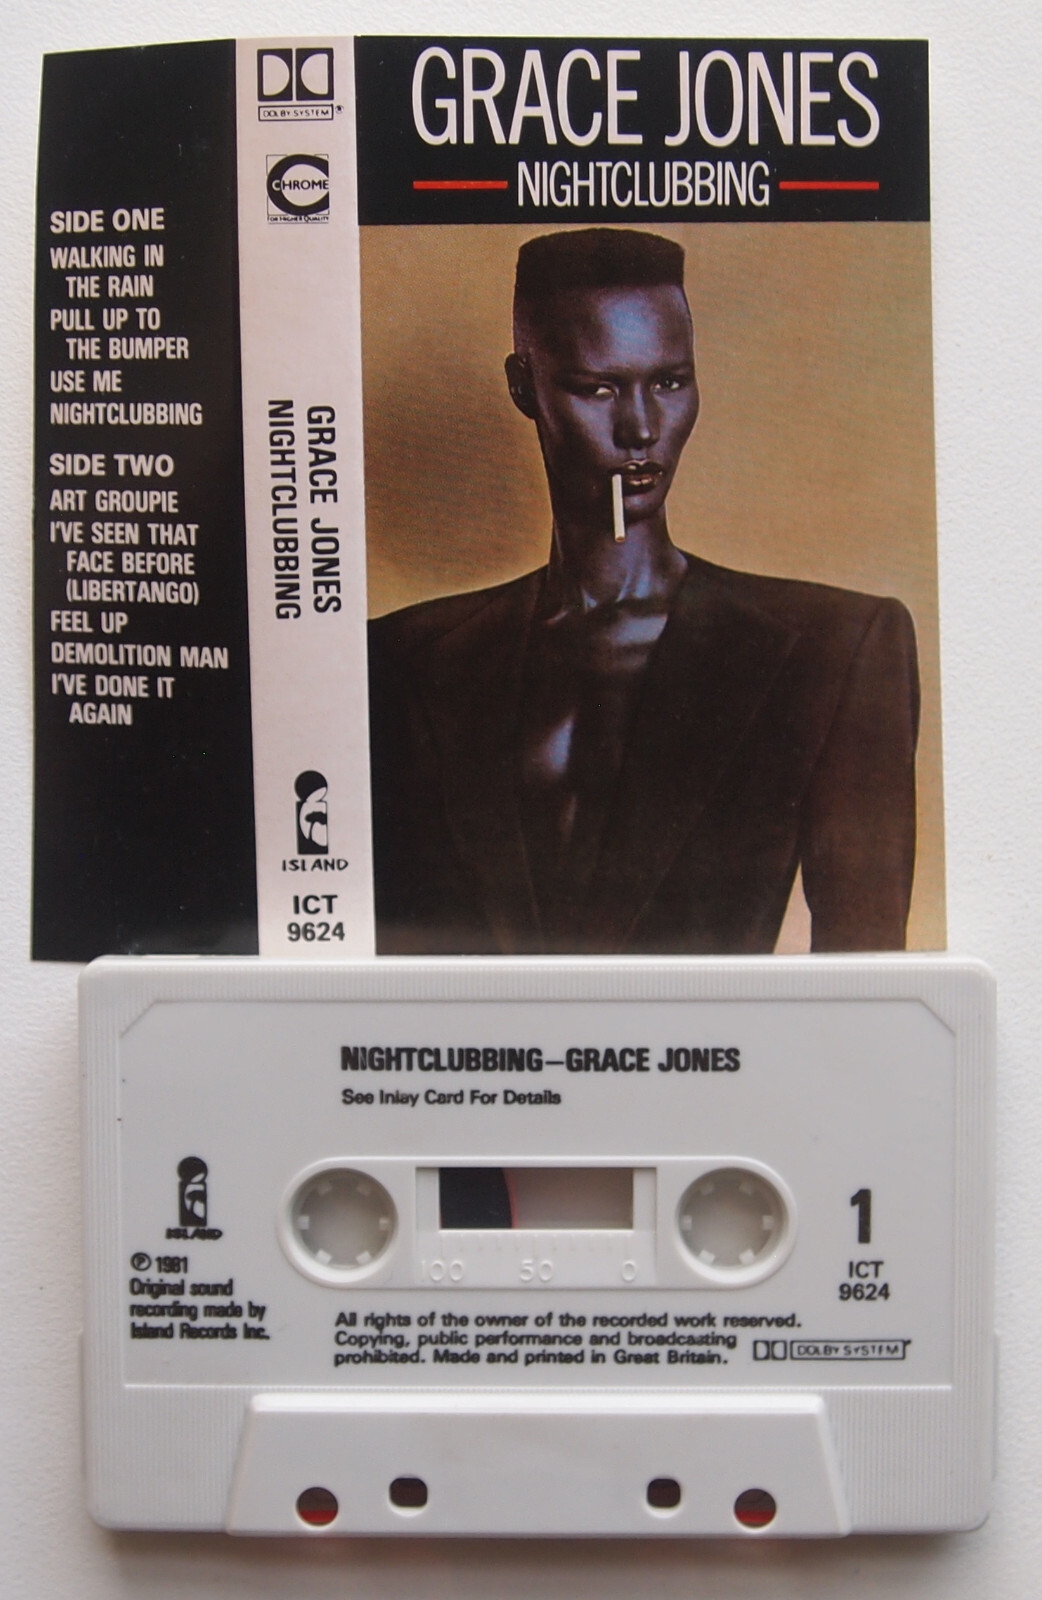 SIDE ONE
WALKING IN
THE RAIN
PULL UP TO
THE BUMPER
USE ME
NIGHTCLUBBING
SIDE TWO
ART GROUPIE
I'VE SEEN THAT
FACE BEFORE
(LIBERTANGO)
FEEL UP
DEMOLITION MAN
I'VE DONE IT
AGAIN
DOLBY SYSTEM
CHROME
FOR HIGHER QUALITY
GRACE JONES
NIGHTCLUBBING
ISLAND
ICT
9624
GRACE JONES
NIGHTCLUBBING
NIGHTCLUBBING—GRACE JONES
See Inlay Card For Details
ISLAND
Ⓟ 1981
Original sound
recording made by
Island Records Inc.
100 50 0
1
ICT
9624
All rights of the owner of the recorded work reserved.
Copying, public performance and broadcasting
prohibited. Made and printed in Great Britain.
DOLBY SYSTEM